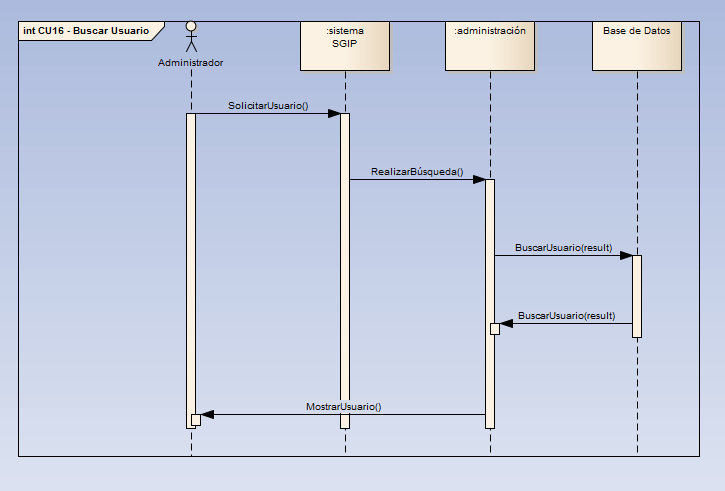 int CU16 - Buscar Usuario
Administrador
:sistema
SGIP
:administración
Base de Datos
SolicitarUsuario()
RealizarBúsqueda()
BuscarUsuario(result)
BuscarUsuario(result)
MostrarUsuario()